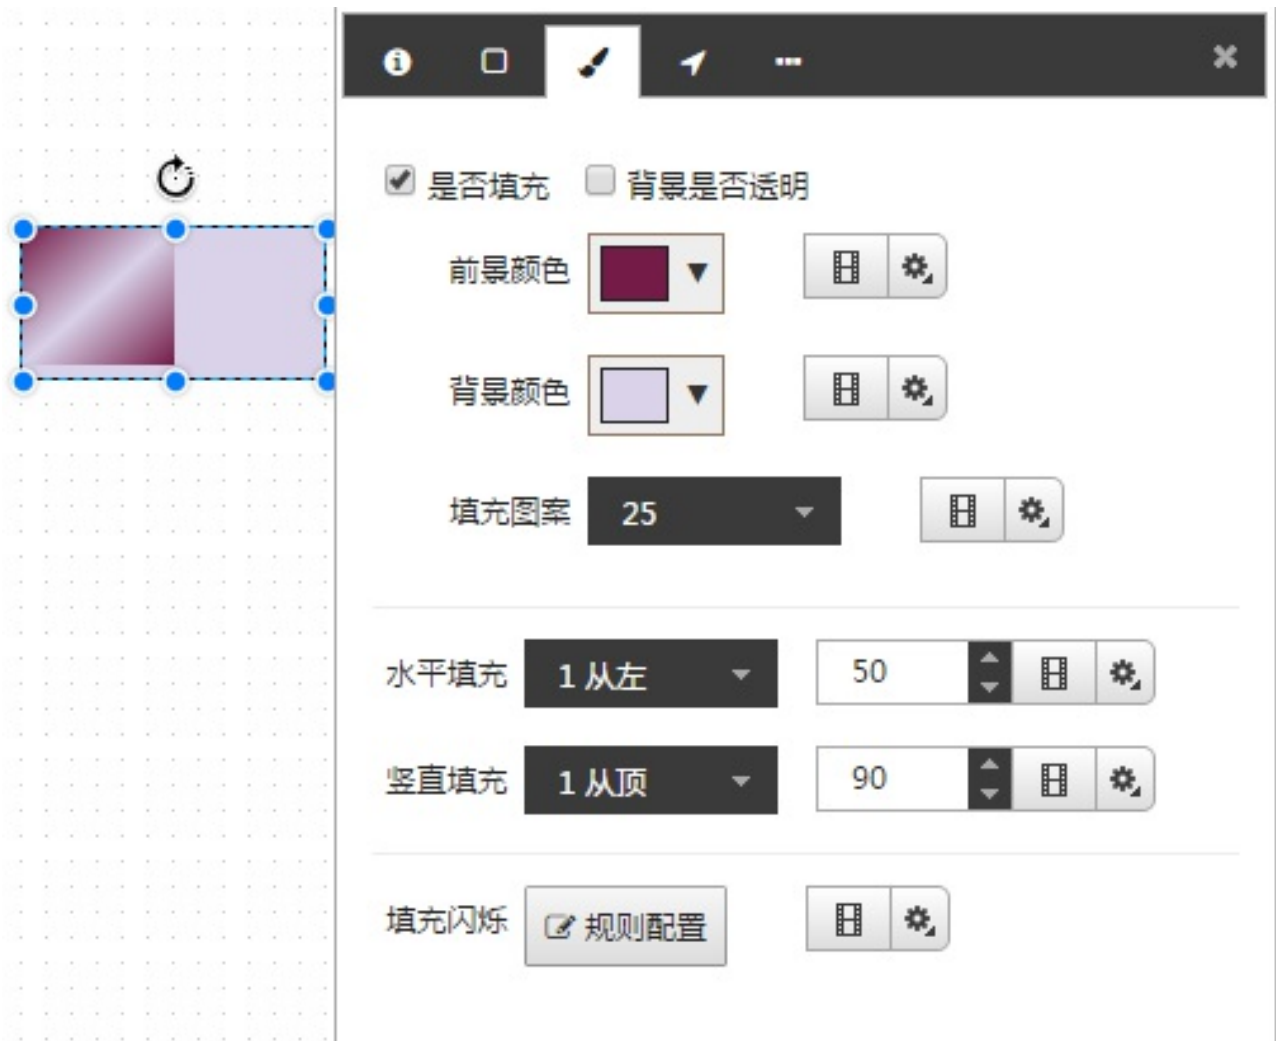 是否填充 背景是否透明
前景颜色
背景颜色
填充图案 25
水平填充 1 从左 50
竖直填充 1 从顶 90
填充闪烁 规则配置